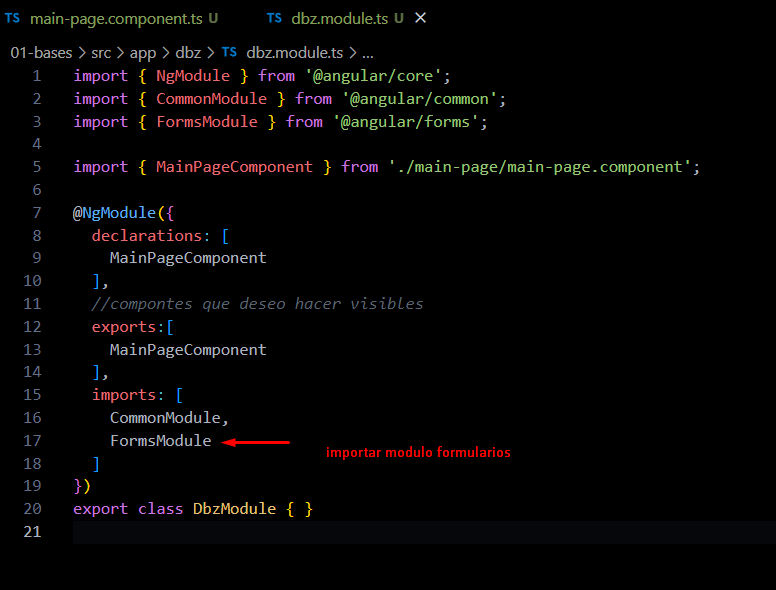 TS main-page.component.ts U TS dbz.module.ts U ×
01-bases > src > app > dbz > TS dbz.module.ts > ...
1 import { NgModule } from '@angular/core';
2 import { CommonModule } from '@angular/common';
3 import { FormsModule } from '@angular/forms';
4
5 import { MainPageComponent } from './main-page/main-page.component';
6
7 @NgModule({
8 declarations: [
9 MainPageComponent
10 ],
11 //compontes que deseo hacer visibles
12 exports:[
13 MainPageComponent
14 ],
15 imports: [
16 CommonModule,
17 FormsModule
importar modulo formularios
18 ]
19 })
20 export class DbzModule { }
21